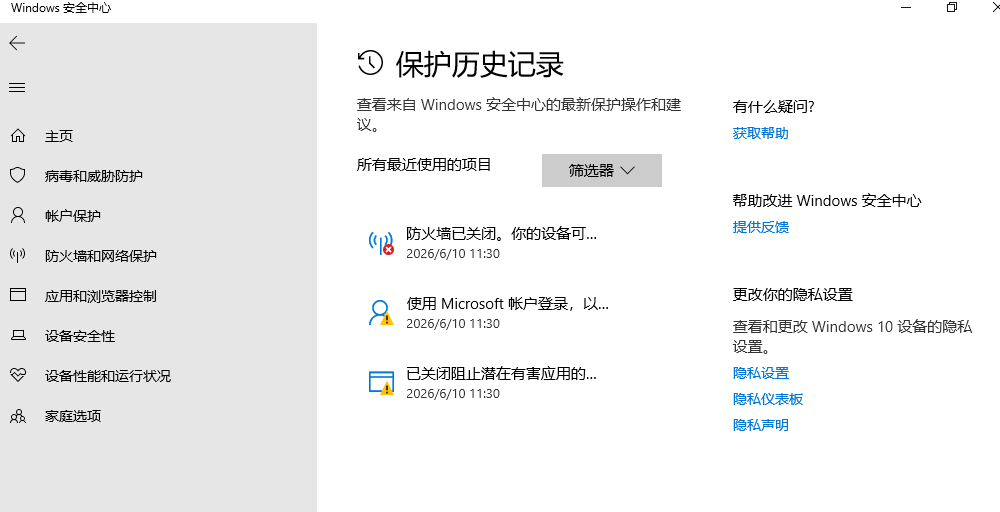 Windows 安全中心
主页
病毒和威胁防护
帐户保护
防火墙和网络保护
应用和浏览器控制
设备安全性
设备性能和运行状况
家庭选项
保护历史记录
查看来自 Windows 安全中心的最新保护操作和建
议。
所有最近使用的项目
筛选器
防火墙已关闭。你的设备可...
2026/6/10 11:30
使用 Microsoft 帐户登录，以...
2026/6/10 11:30
已关闭阻止潜在有害应用的...
2026/6/10 11:30
有什么疑问?
获取帮助
帮助改进 Windows 安全中心
提供反馈
更改你的隐私设置
查看和更改 Windows 10 设备的隐私
设置。
隐私设置
隐私仪表板
隐私声明